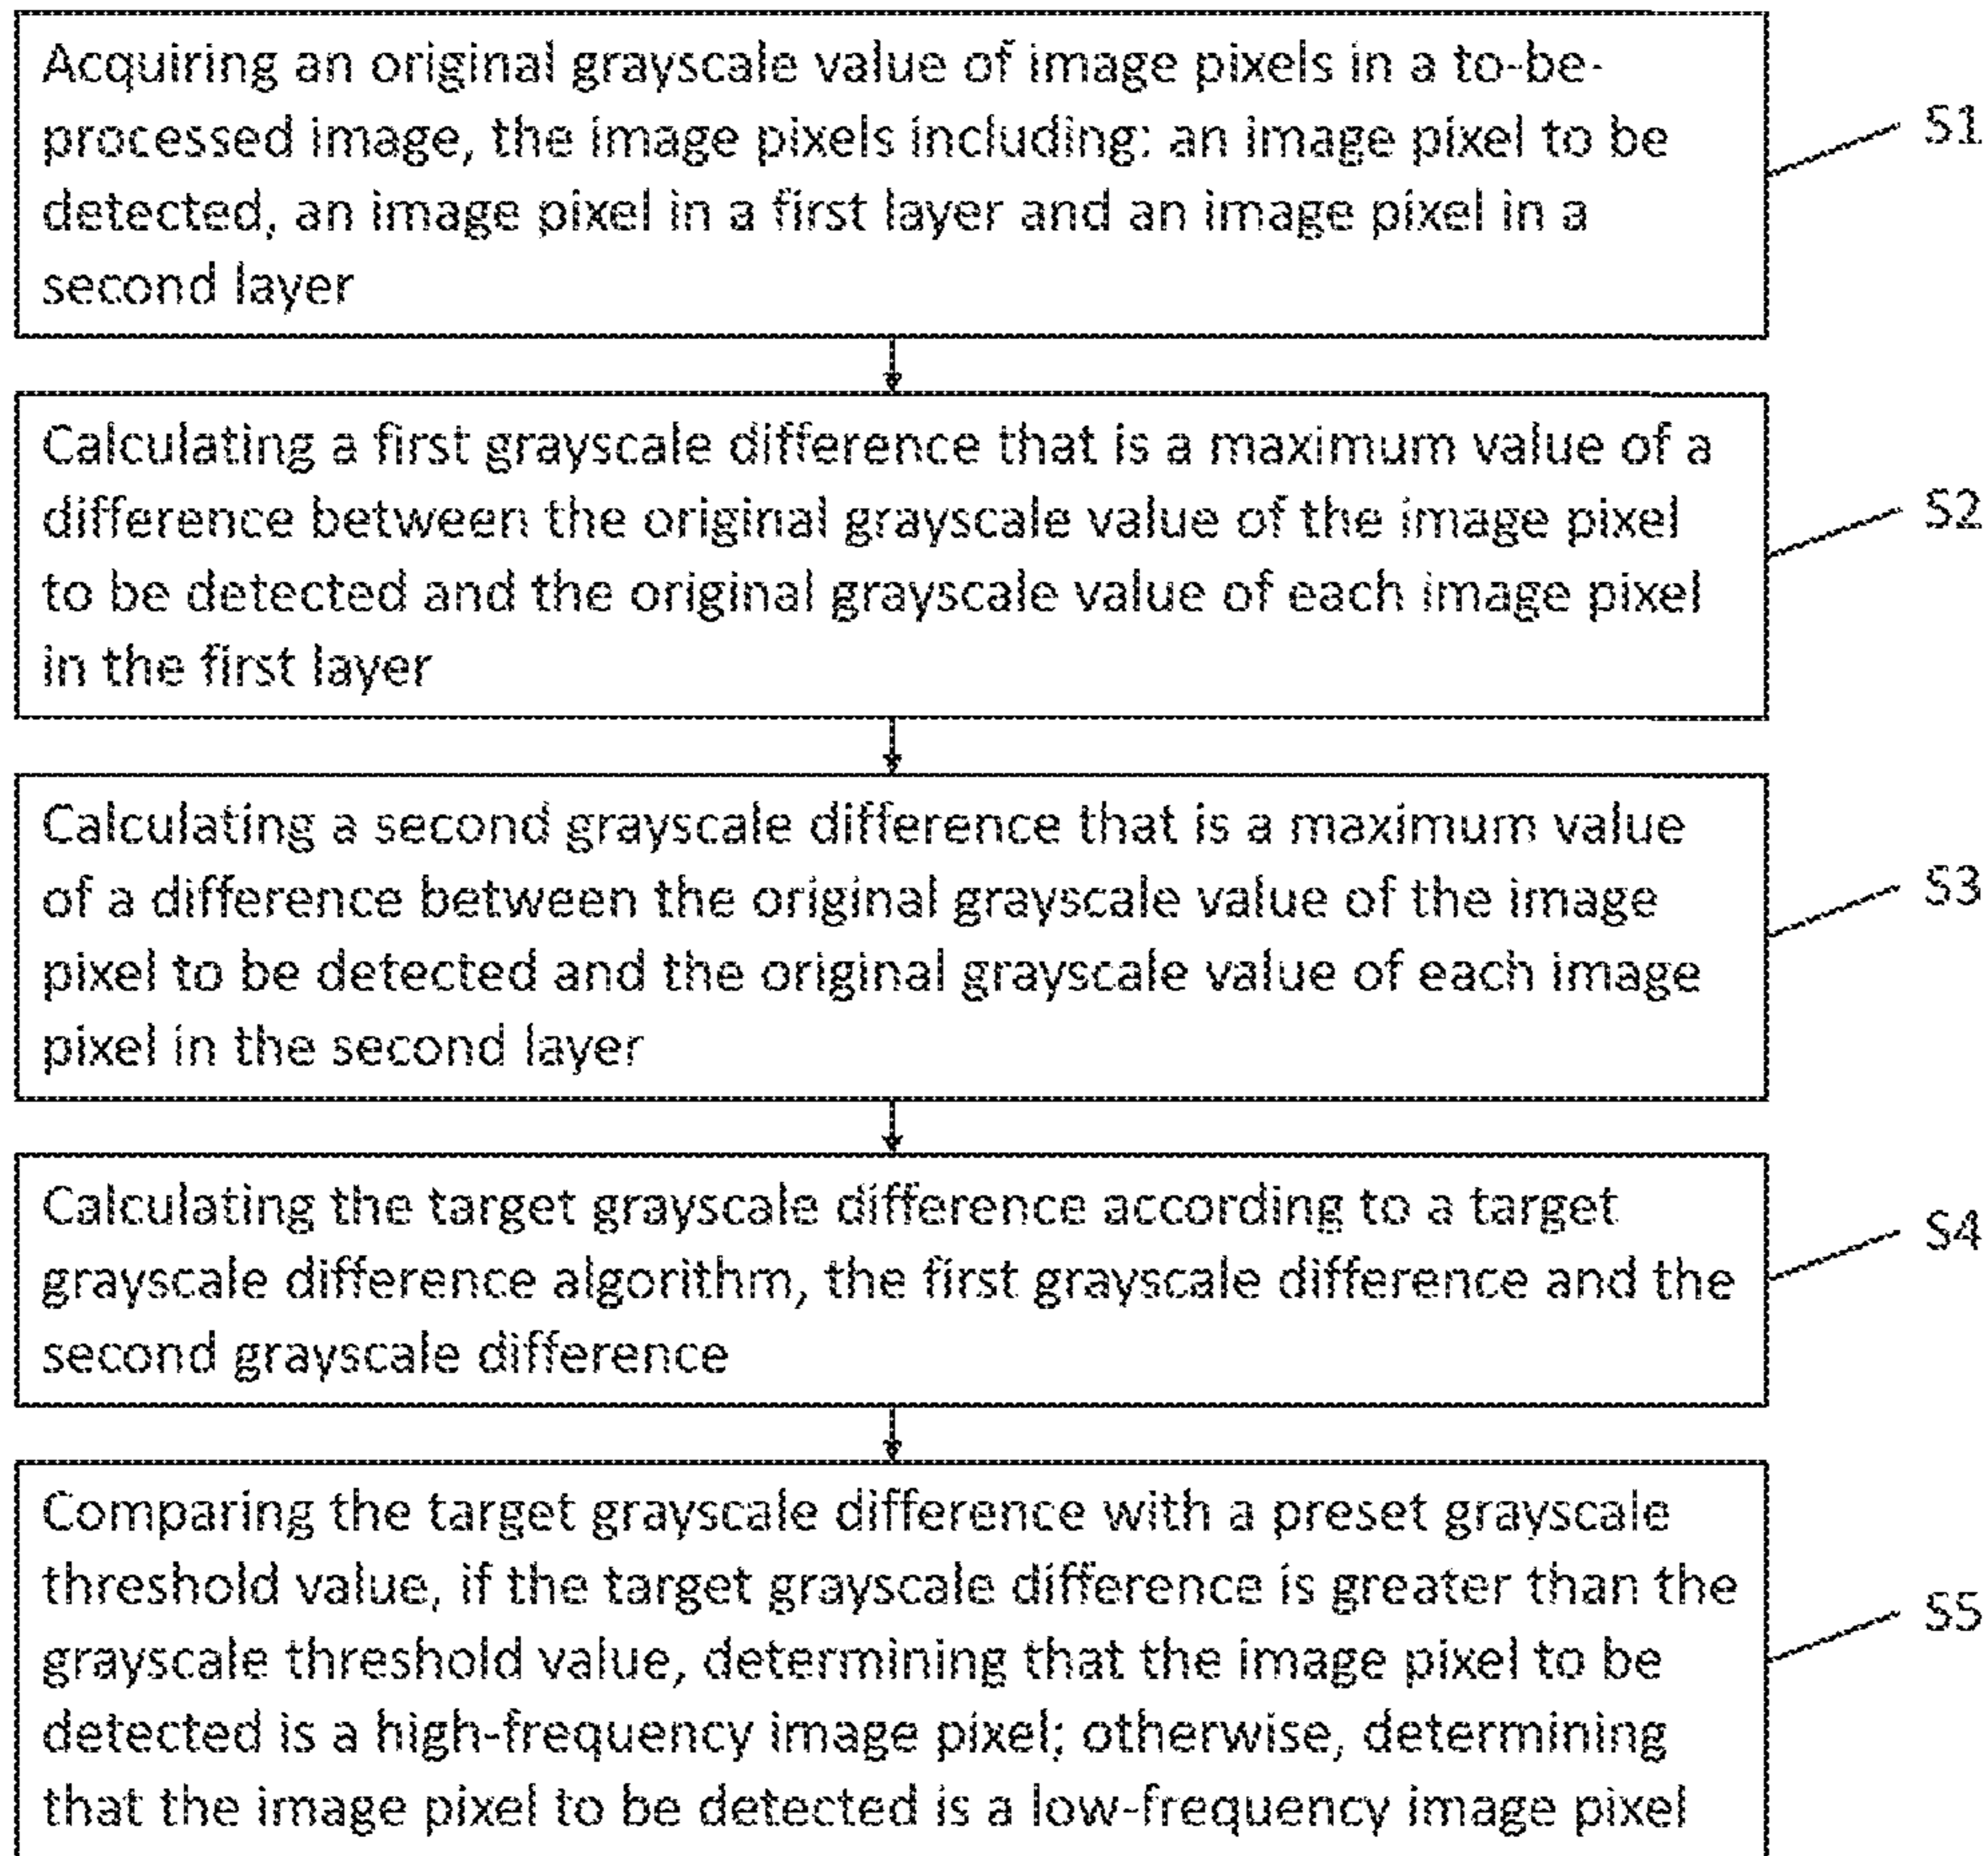 Acquiring an original grayscale value of image pixels in a to-be-
processed image, the image pixels including: an image pixel to be
detected, an image pixel in a first layer and an image pixel in a
second layer
S1
Calculating a first grayscale difference that is a maximum value of a
difference between the original grayscale value of the image pixel
to be detected and the original grayscale value of each image pixel
in the first layer
S2
Calculating a second grayscale difference that is a maximum value
of a difference between the original grayscale value of the image
pixel to be detected and the original grayscale value of each image
pixel in the second layer
S3
Calculating the target grayscale difference according to a target
grayscale difference algorithm, the first grayscale difference and the
second grayscale difference
S4
Comparing the target grayscale difference with a preset grayscale
threshold value, if the target grayscale difference is greater than the
grayscale threshold value, determining that the image pixel to be
detected is a high-frequency image pixel; otherwise, determining
that the image pixel to be detected is a low-frequency image pixel
S5